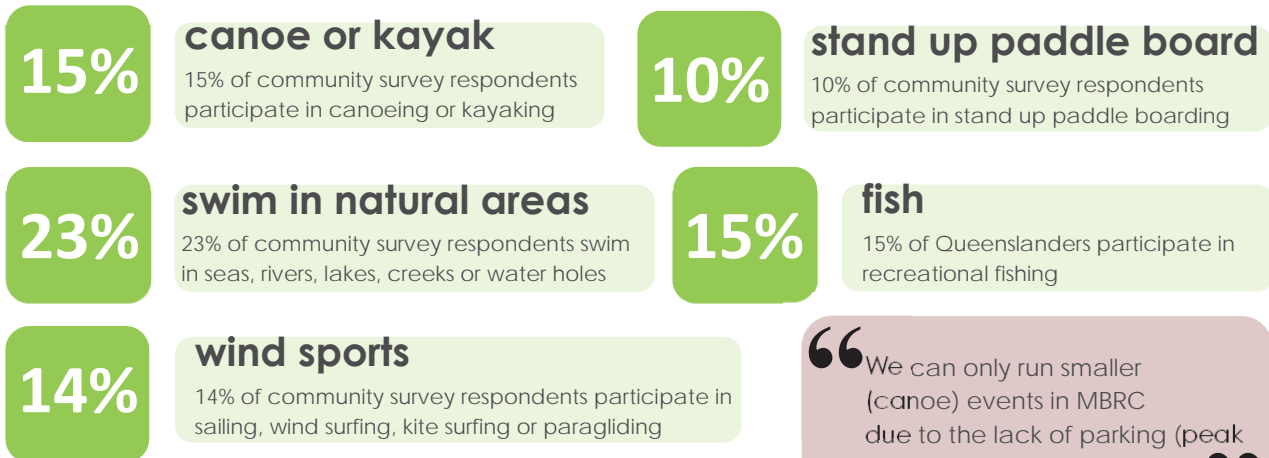 15%
canoe or kayak
15% of community survey respondents
participate in canoeing or kayaking
10%
stand up paddle board
10% of community survey respondents
participate in stand up paddle boarding
23%
swim in natural areas
23% of community survey respondents swim
in seas, rivers, lakes, creeks or water holes
15%
fish
15% of Queenslanders participate in
recreational fishing
14%
wind sports
14% of community survey respondents participate in
sailing, wind surfing, kite surfing or paragliding
“We can only run smaller
(canoe) events in MBRC
due to the lack of parking (peak
”